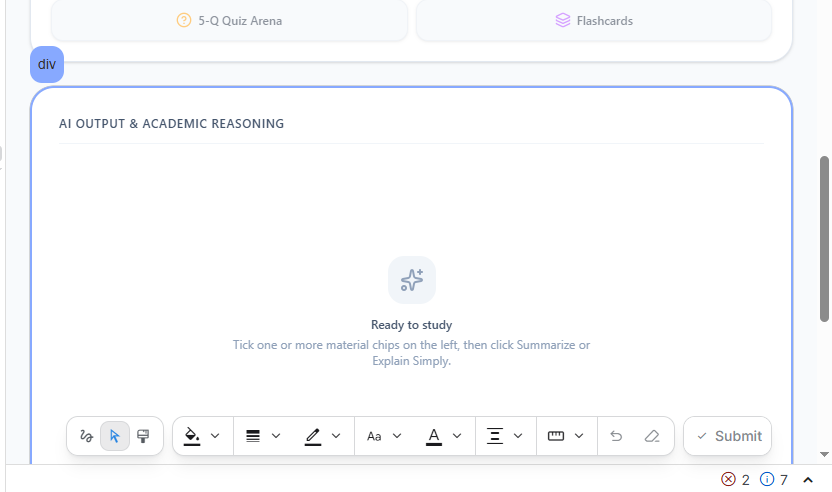 5-Q Quiz Arena
Flashcards
div
AI OUTPUT & ACADEMIC REASONING
Ready to study
Tick one or more material chips on the left, then click Summarize or
Explain Simply.
Aa
A
Submit
2
7